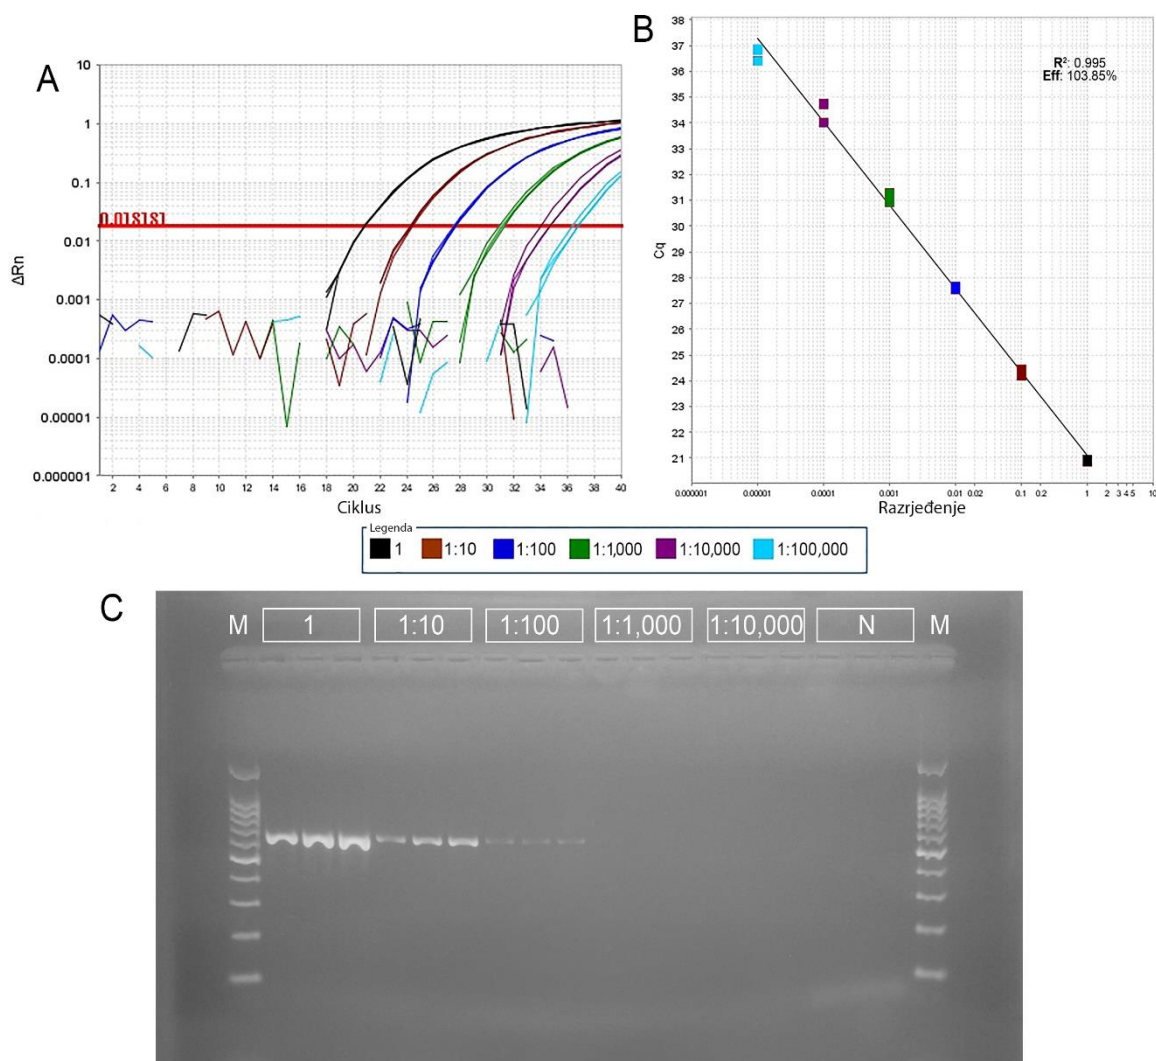 A
10
1
0.1
0.018181
0.01
0.001
0.0001
0.00001
0.000001
ΔRn
2 4 6 8 10 12 14 16 18 20 22 24 26 28 30 32 34 36 38 40
Ciklus
B
38
37
36
35
34
33
32
31
30
29
28
27
26
25
24
23
22
21
Cq
R²: 0.995
Eff: 103.85%
0.000001 0.00001 0.0001 0.001 0.01 0.02 0.1 0.2 1 2 3 4 5 10
Razrjeđenje
Legenda
1 1:10 1:100 1:1,000 1:10,000 1:100,000
C
M 1 1:10 1:100 1:1,000 1:10,000 N M